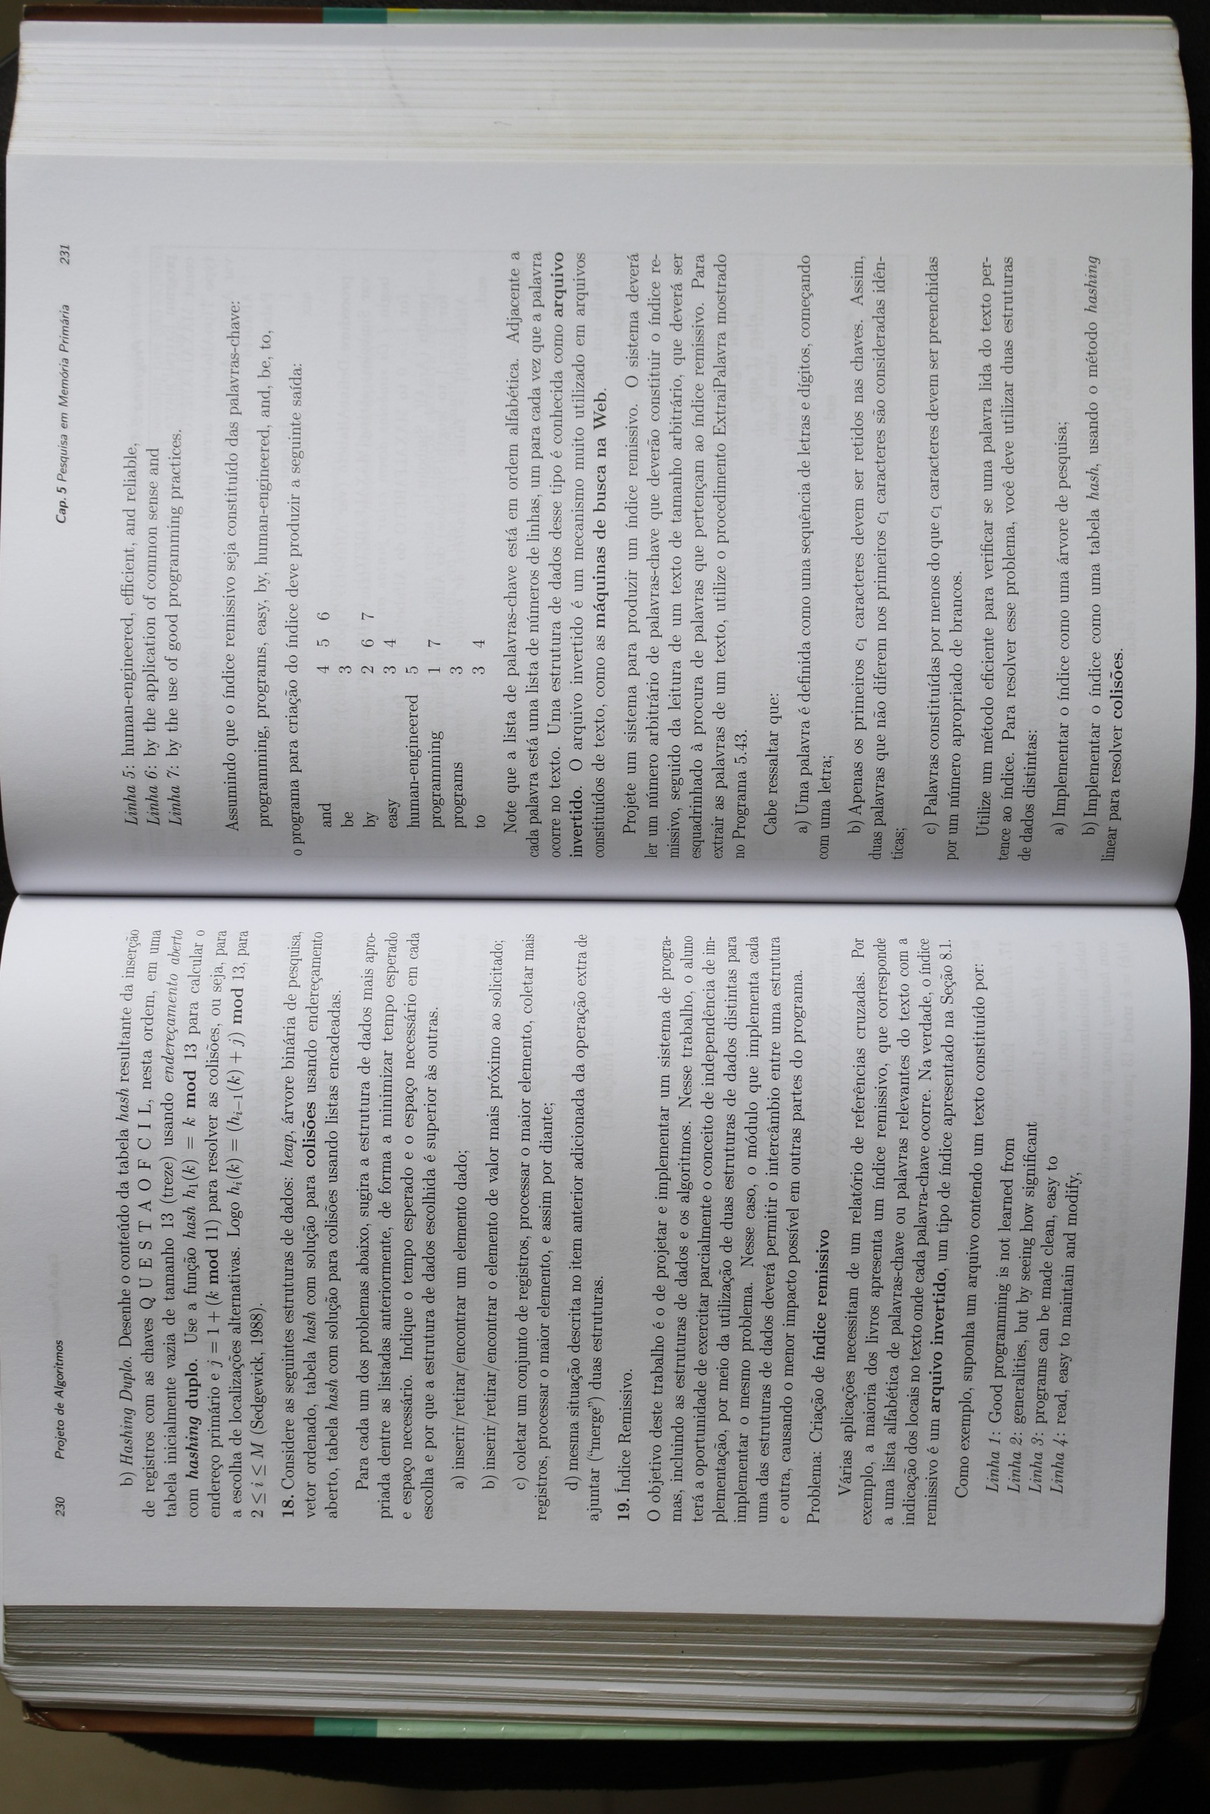 230 Projeto de Algoritmos
b) Hashing Duplo. Desenhe o conteúdo da tabela hash resultante da inserção
de registros com as chaves Q U E S T A O F C I L, nesta ordem, em uma
tabela inicialmente vazia de tamanho 13 (treze) usando endereçamento aberto
com hashing duplo. Use a função hash h1(k) = k mod 13 para calcular o
endereço primário e j = 1 + (k mod 11) para resolver as colisões, ou seja, para
a escolha de localizações alternativas. Logo hi(k) = (hi−1(k) + j) mod 13, para
2 ≤ i ≤ M (Sedgewick, 1988).
18. Considere as seguintes estruturas de dados: heap, árvore binária de pesquisa,
vetor ordenado, tabela hash com solução para colisões usando endereçamento
aberto, tabela hash com solução para colisões usando listas encadeadas.
Para cada um dos problemas abaixo, sugira a estrutura de dados mais apro-
priada dentre as listadas anteriormente, de forma a minimizar tempo esperado
e espaço necessário. Indique o tempo esperado e o espaço necessário em cada
escolha e por que a estrutura de dados escolhida é superior às outras.
a) inserir/retirar/encontrar um elemento dado;
b) inserir/retirar/encontrar o elemento de valor mais próximo ao solicitado;
c) coletar um conjunto de registros, processar o maior elemento, coletar mais
registros, processar o maior elemento, e assim por diante;
d) mesma situação descrita no item anterior adicionada da operação extra de
ajuntar (“merge”) duas estruturas.
19. Índice Remissivo.
O objetivo deste trabalho é o de projetar e implementar um sistema de progra-
mas, incluindo as estruturas de dados e os algoritmos. Nesse trabalho, o aluno
terá a oportunidade de exercitar parcialmente o conceito de independência de im-
plementação, por meio da utilização de duas estruturas de dados distintas para
implementar o mesmo problema. Nesse caso, o módulo que implementa cada
uma das estruturas de dados deverá permitir o intercâmbio entre uma estrutura
e outra, causando o menor impacto possível em outras partes do programa.
Problema: Criação de índice remissivo
Várias aplicações necessitam de um relatório de referências cruzadas. Por
exemplo, a maioria dos livros apresenta um índice remissivo, que corresponde
a uma lista alfabética de palavras-chave ou palavras relevantes do texto com a
indicação dos locais no texto onde cada palavra-chave ocorre. Na verdade, o índice
remissivo é um arquivo invertido, um tipo de índice apresentado na Seção 8.1.
Como exemplo, suponha um arquivo contendo um texto constituído por:
Linha 1: Good programming is not learned from
Linha 2: generalities, but by seeing how significant
Linha 3: programs can be made clean, easy to
Linha 4: read, easy to maintain and modify,
Cap. 5 Pesquisa em Memória Primária 231
Linha 5: human-engineered, efficient, and reliable,
Linha 6: by the application of common sense and
Linha 7: by the use of good programming practices.
Assumindo que o índice remissivo seja constituído das palavras-chave:
programming, programs, easy, by, human-engineered, and, be, to,
o programa para criação do índice deve produzir a seguinte saída:
and 4 5 6
be 3
by 2 6 7
easy 3 4
human-engineered 5
programming 1 7
programs 3
to 3 4
Note que a lista de palavras-chave está em ordem alfabética. Adjacente a
cada palavra está uma lista de números de linhas, um para cada vez que a palavra
ocorre no texto. Uma estrutura de dados desse tipo é conhecida como arquivo
invertido. O arquivo invertido é um mecanismo muito utilizado em arquivos
constituídos de texto, como as máquinas de busca na Web.
Projete um sistema para produzir um índice remissivo. O sistema deverá
ler um número arbitrário de palavras-chave que deverão constituir o índice re-
missivo, seguido da leitura de um texto de tamanho arbitrário, que deverá ser
esquadrinhado à procura de palavras que pertençam ao índice remissivo. Para
extrair as palavras de um texto, utilize o procedimento ExtraiPalavra mostrado
no Programa 5.43.
Cabe ressaltar que:
a) Uma palavra é definida como uma sequência de letras e dígitos, começando
com uma letra;
b) Apenas os primeiros c1 caracteres devem ser retidos nas chaves. Assim,
duas palavras que não diferem nos primeiros c1 caracteres são consideradas idên-
ticas;
c) Palavras constituídas por menos do que c1 caracteres devem ser preenchidas
por um número apropriado de brancos.
Utilize um método eficiente para verificar se uma palavra lida do texto per-
tence ao índice. Para resolver esse problema, você deve utilizar duas estruturas
de dados distintas:
a) Implementar o índice como uma árvore de pesquisa;
b) Implementar o índice como uma tabela hash, usando o método hashing
linear para resolver colisões.